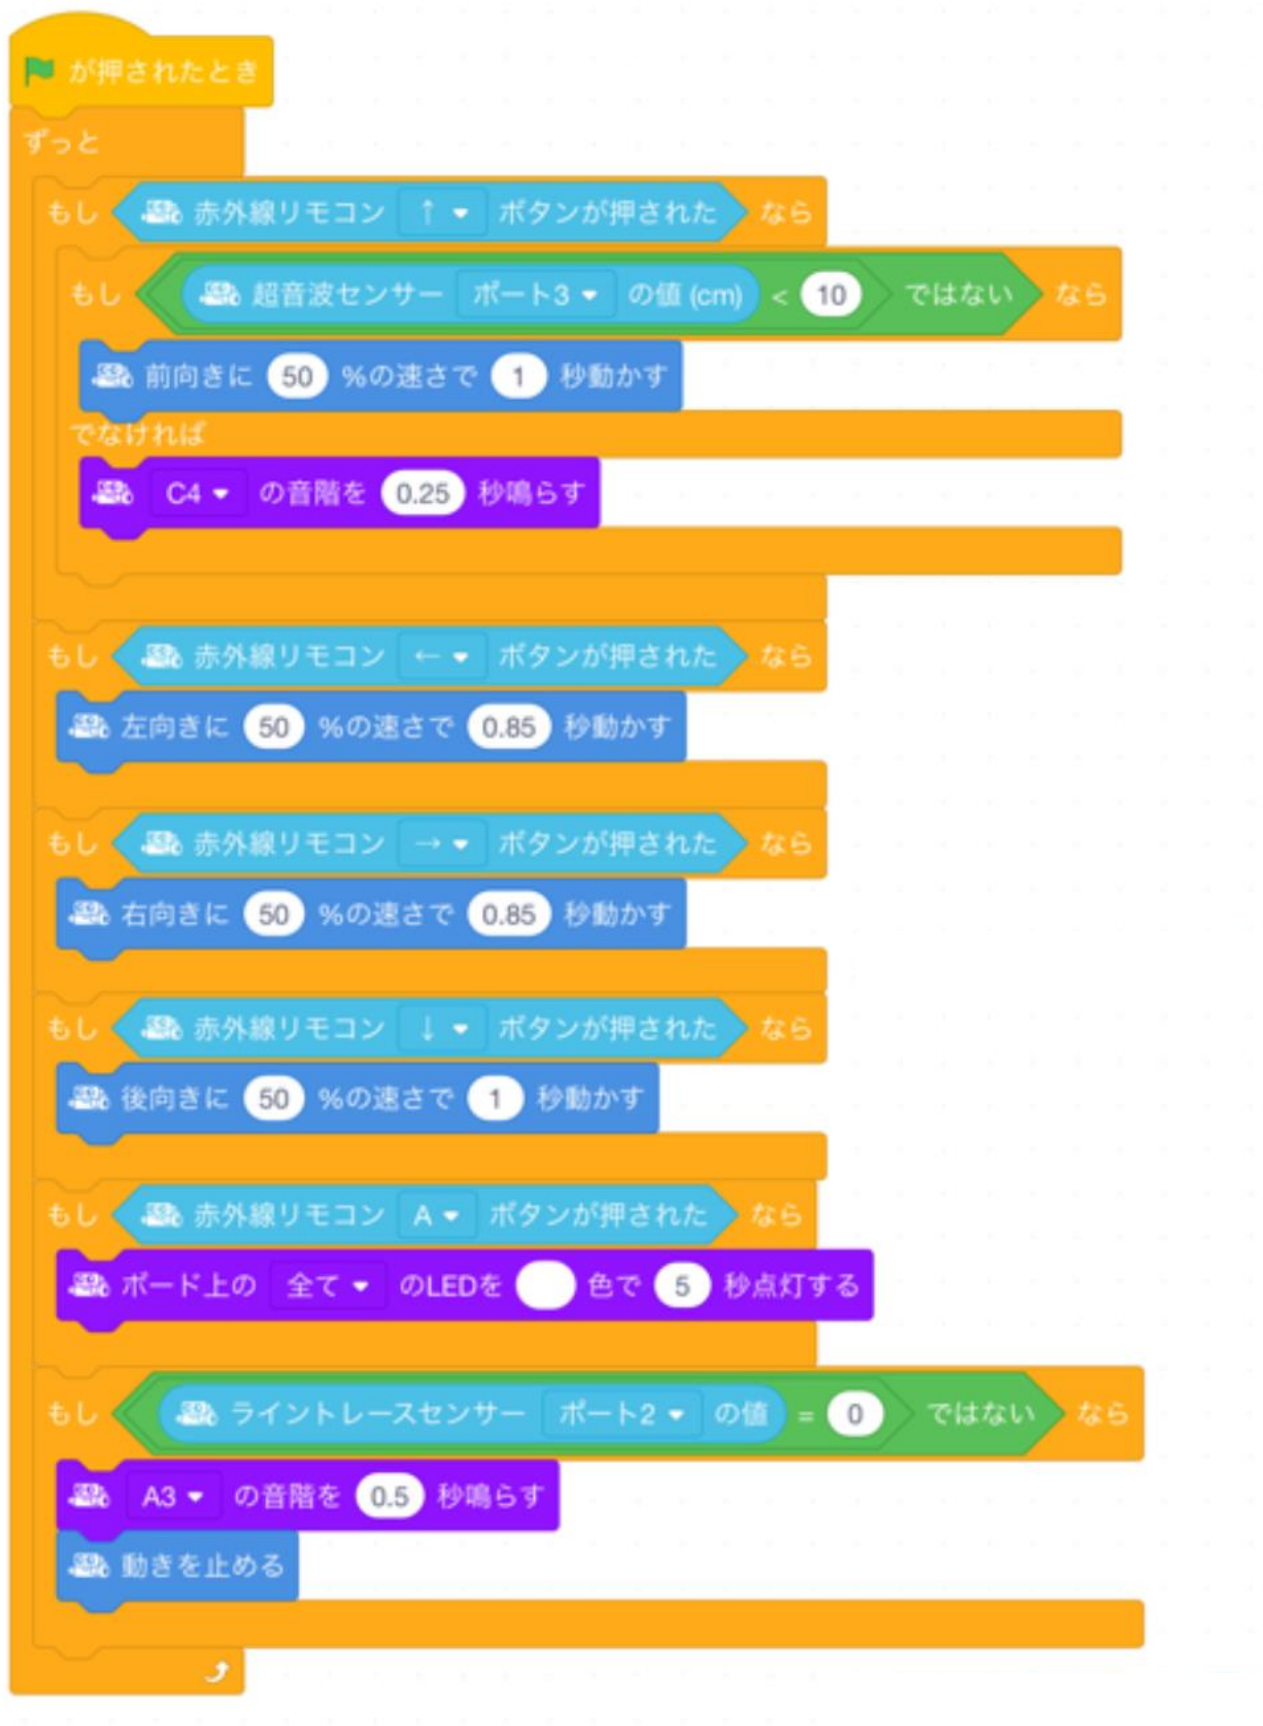 が押されたとき
ずっと
もし 赤外線リモコン ↑ ボタンが押された なら
もし 超音波センサー ポート3 の値 (cm) < 10 ではない なら
前向きに 50 %の速さで 1 秒動かす
でなければ
C4 の音階を 0.25 秒鳴らす
もし 赤外線リモコン ← ボタンが押された なら
左向きに 50 %の速さで 0.85 秒動かす
もし 赤外線リモコン → ボタンが押された なら
右向きに 50 %の速さで 0.85 秒動かす
もし 赤外線リモコン ↓ ボタンが押された なら
後向きに 50 %の速さで 1 秒動かす
もし 赤外線リモコン A ボタンが押された なら
ボード上の 全て のLEDを 色で 5 秒点灯する
もし ライントレースセンサー ポート2 の値 = 0 ではない なら
A3 の音階を 0.5 秒鳴らす
動きを止める